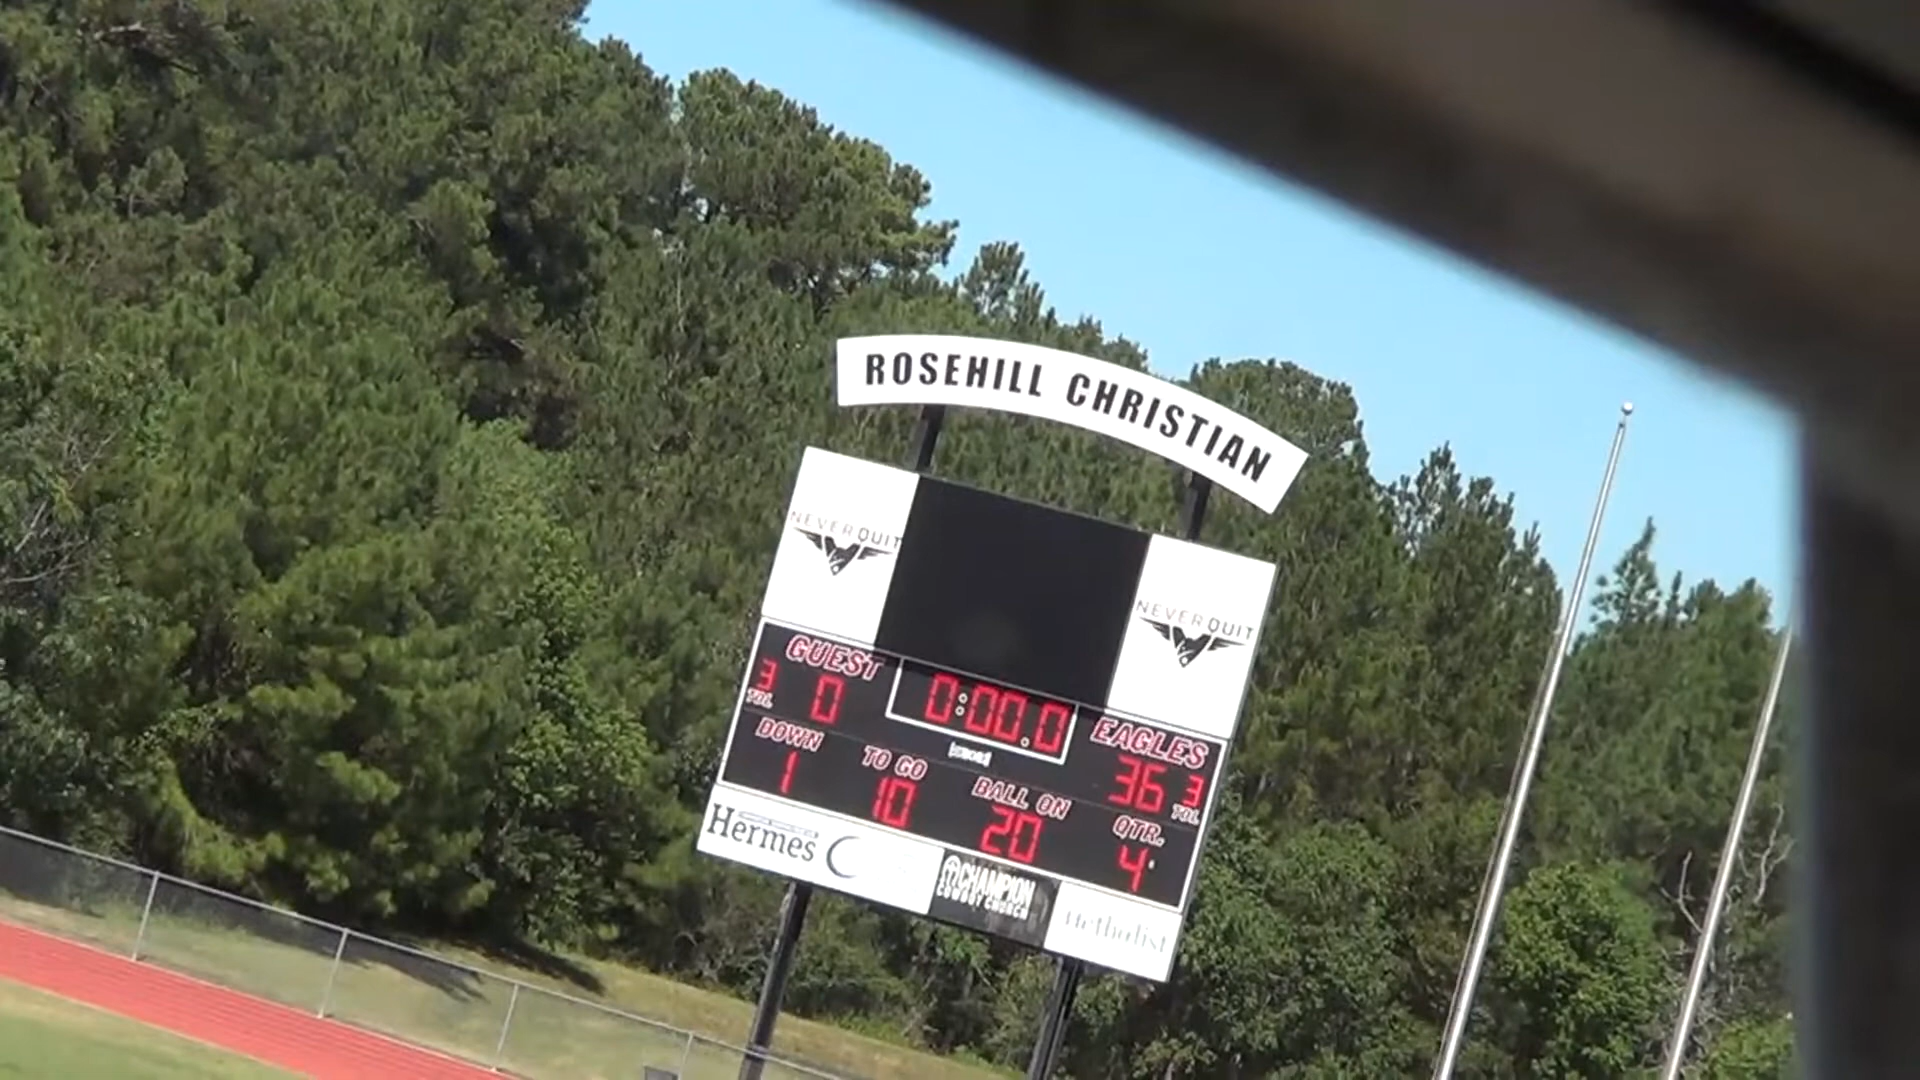 ROSEHILL CHRISTIAN
NEVER QUIT
NEVER QUIT
GUEST
3
TOL
0
0:00.0
EAGLES
36
3
TOL
DOWN
1
TO GO
10
BALL ON
20
QTR.
4
Hermes
CHAMPION
COWBOY CHURCH
Methodist